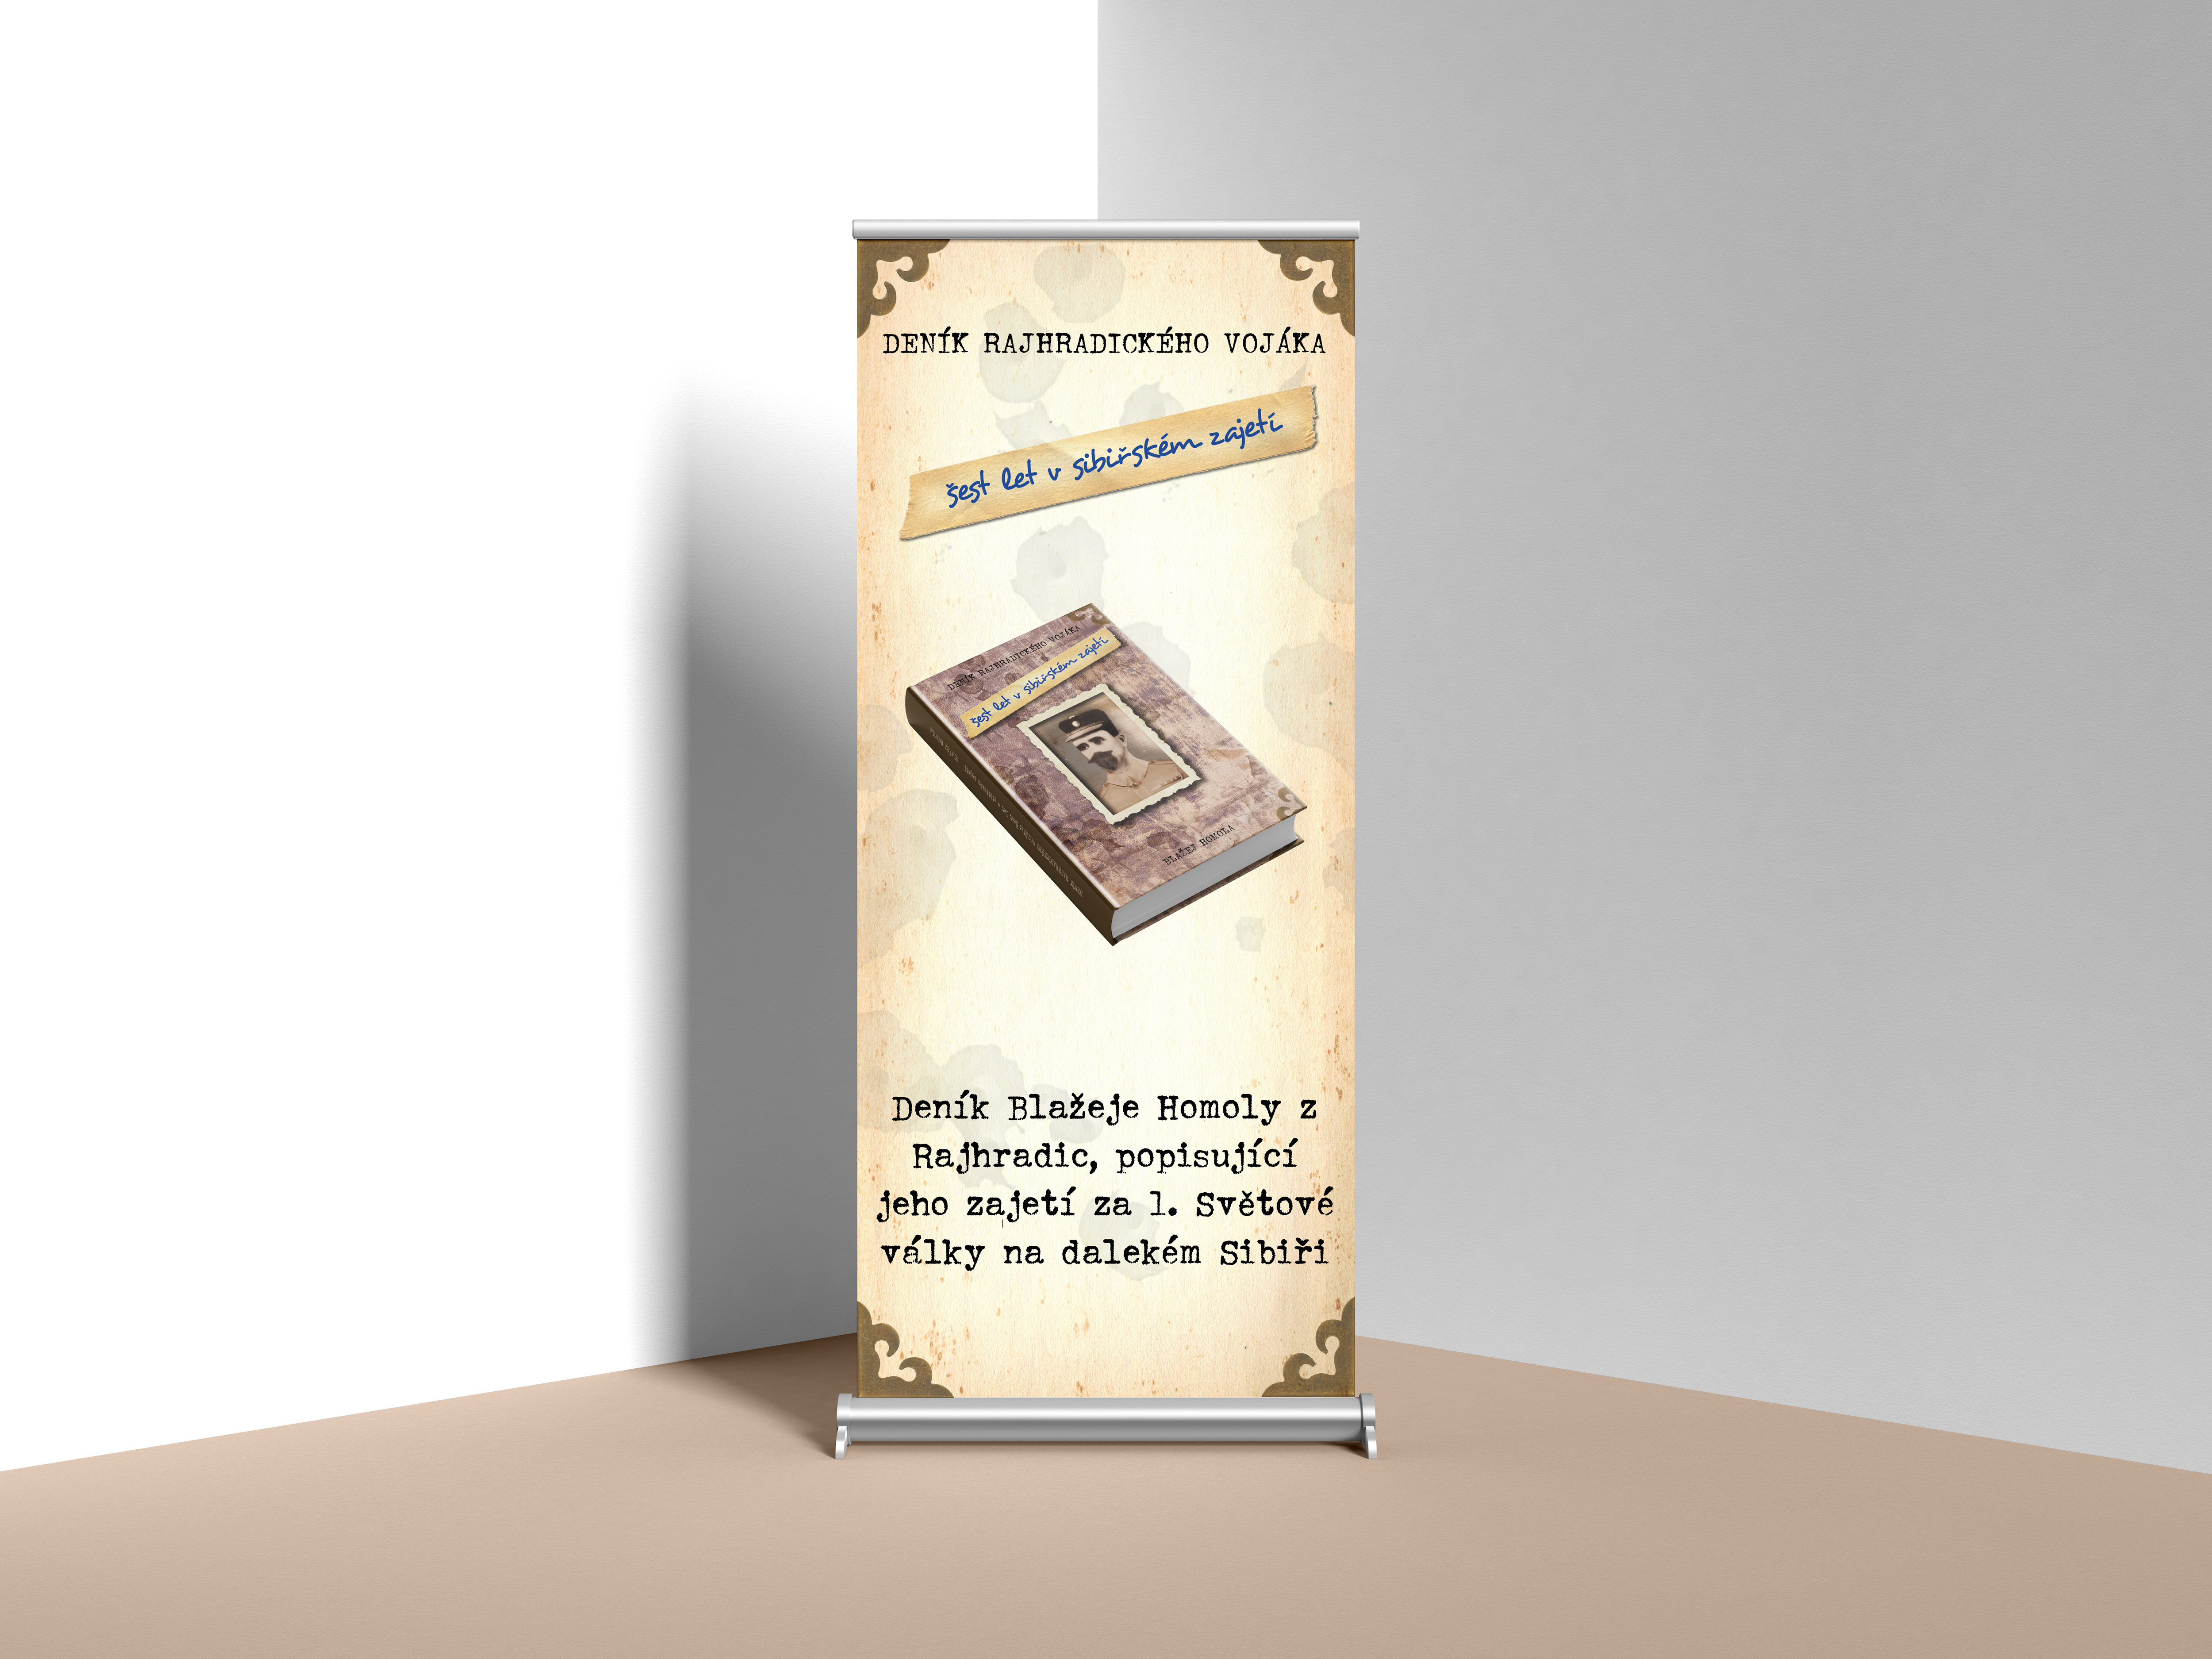 DENÍK RAJHRADICKÉHO VOJÁKA
šest let v sibiřském zajetí
DENÍK RAJHRADICKÉHO VOJÁKA
šest let v sibiřském zajetí
BLAŽEJ HOMOLA
Deník Blažeje Homoly z
Rajhradic, popisující
jeho zajetí za 1. Světové
války na dalekém Sibiři